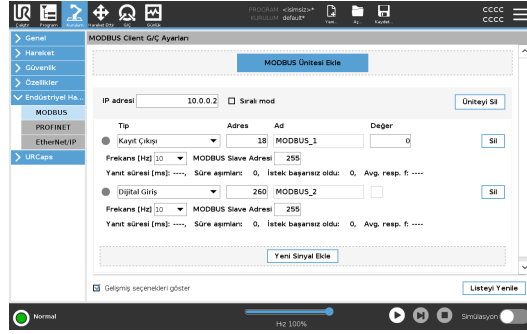 PROGRAM <isimsiz>*
KURULUM default*
Çalıştır Program Kurulum Hareket Ettir G/Ç Günlük
Yeni... Aç... Kaydet...
CCCC
CCCC
Genel
Hareket
Güvenlik
Özellikler
Endüstriyel Ha...
MODBUS
PROFINET
EtherNet/IP
URCaps
MODBUS Client G/Ç Ayarları
MODBUS Ünitesi Ekle
IP adresi 10.0.0.2 Sıralı mod Üniteyi Sil
Tip Adres Ad Değer
Kayıt Çıkışı 18 MODBUS_1 0 Sil
Frekans [Hz] 10 MODBUS Slave Adresi 255
Yanıt süresi [ms]: ----, Süre aşımları: 0, İstek başarısız oldu: 0, Avg. resp. f: ----
Dijital Giriş 260 MODBUS_2 Sil
Frekans [Hz] 10 MODBUS Slave Adresi 255
Yanıt süresi [ms]: ----, Süre aşımları: 0, İstek başarısız oldu: 0, Avg. resp. f: ----
Yeni Sinyal Ekle
Gelişmiş seçenekleri göster Listeyi Yenile
Normal Hız 100% Simülasyon